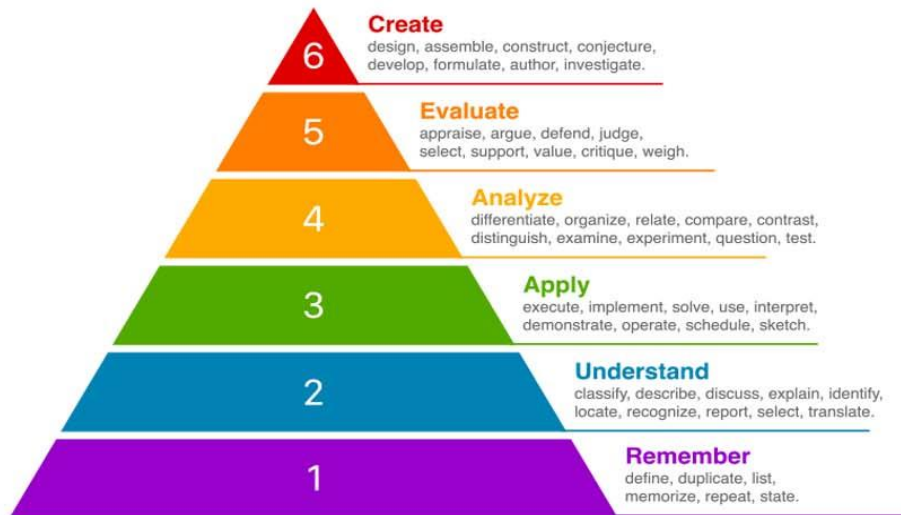 6
Create
design, assemble, construct, conjecture,
develop, formulate, author, investigate.
5
Evaluate
appraise, argue, defend, judge,
select, support, value, critique, weigh.
4
Analyze
differentiate, organize, relate, compare, contrast,
distinguish, examine, experiment, question, test.
3
Apply
execute, implement, solve, use, interpret,
demonstrate, operate, schedule, sketch.
2
Understand
classify, describe, discuss, explain, identify,
locate, recognize, report, select, translate.
1
Remember
define, duplicate, list,
memorize, repeat, state.